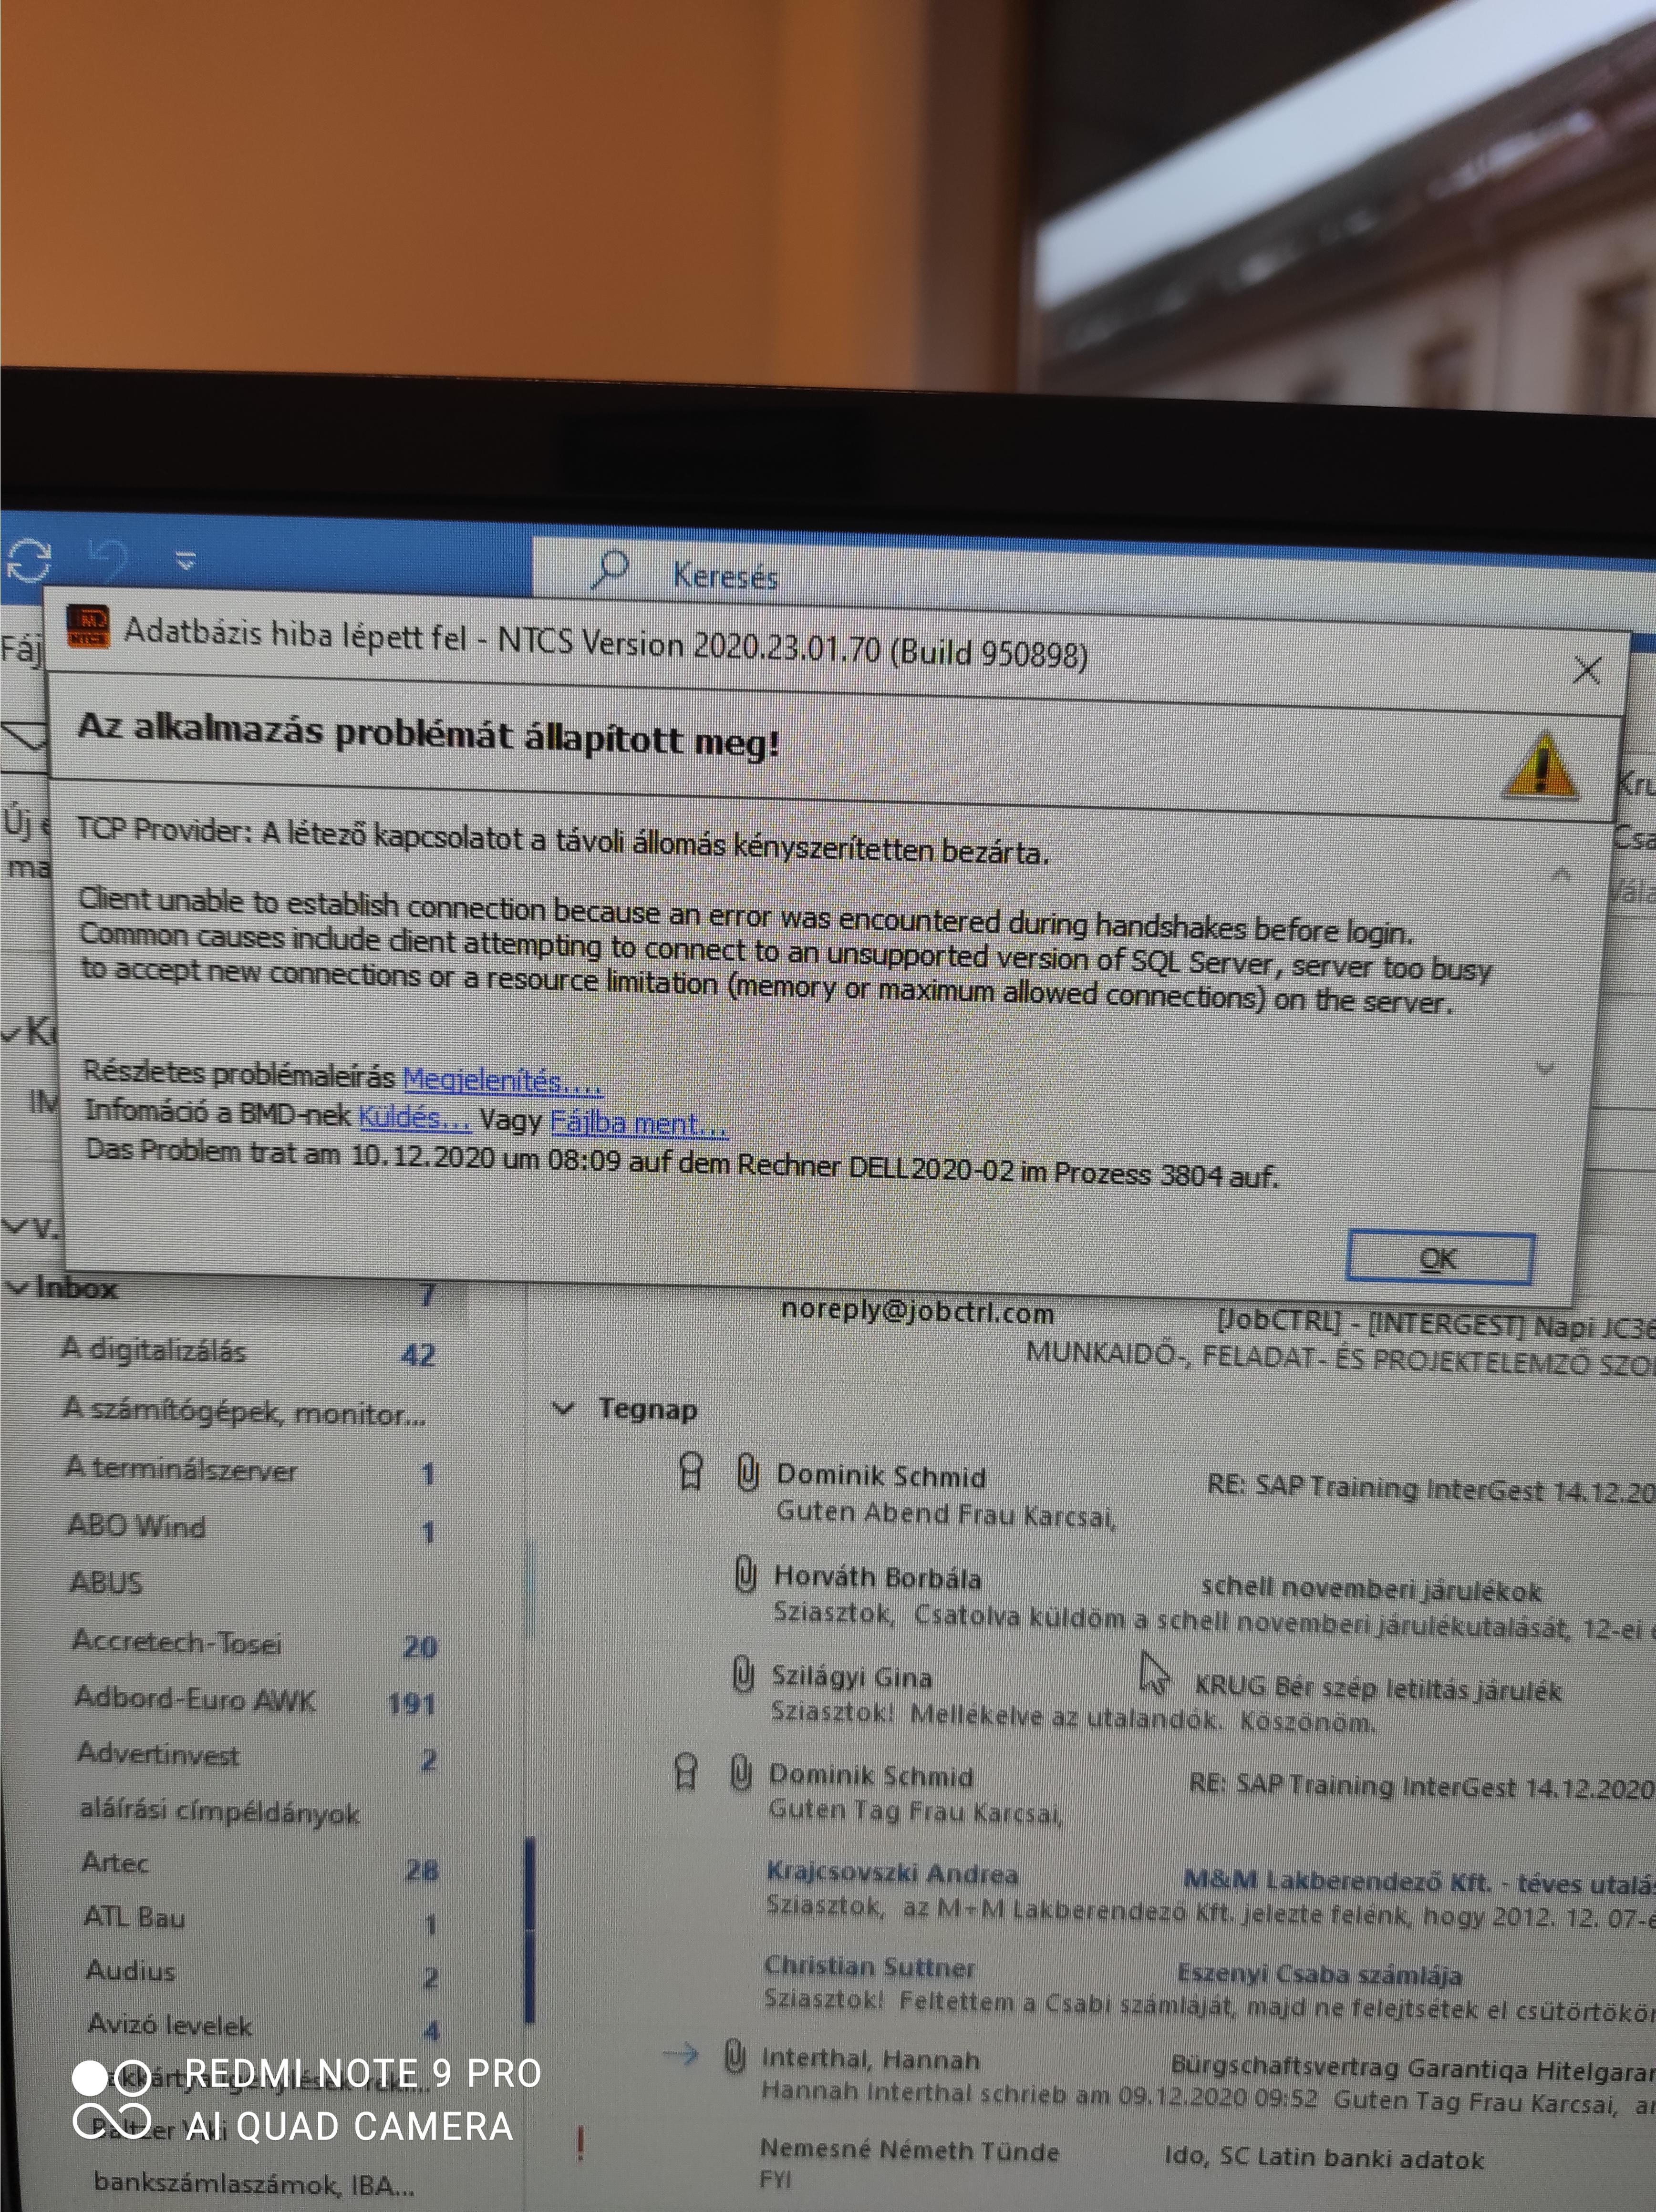 Keresés
Adatbázis hiba lépett fel - NTCS Version 2020.23.01.70 (Build 950898)
Fáj
Az alkalmazás problémát állapított meg!
Kru
Új
TCP Provider: A létező kapcsolatot a távoli állomás kényszerítetten bezárta.
Csa
ma
Vála
Client unable to establish connection because an error was encountered during handshakes before login.
Common causes include client attempting to connect to an unsupported version of SQL Server, server too busy
to accept new connections or a resource limitation (memory or maximum allowed connections) on the server.
Részletes problémaleírás Megjelenítés....
Infomáció a BMD-nek Küldés... Vagy Fájlba ment...
Das Problem trat am 10.12.2020 um 08:09 auf dem Rechner DELL2020-02 im Prozess 3804 auf.
OK
Inbox 7
A digitalizálás 42
A számítógépek, monitor...
A terminálszerver 1
ABO Wind 1
ABUS
Accretech-Tosei 20
Adbord-Euro AWK 191
Advertinvest 2
aláírási címpéldányok
Artec 28
ATL Bau 1
Audius 2
Avizó levelek 4
bankszámlaszámok, IBA...
noreply@jobctrl.com [JobCTRL] - [INTERGEST] Napi JC36
MUNKAIDŐ-, FELADAT- ÉS PROJEKTELEMZŐ SZO
Tegnap
Dominik Schmid RE: SAP Training InterGest 14.12.20
Guten Abend Frau Karcsai,
Horváth Borbála schell novemberi járulékok
Sziasztok, Csatolva küldöm a schell novemberi járulékutalását, 12-ei
Szilágyi Gina KRUG Bér szép letiltás járulék
Sziasztok! Mellékelve az utalandók. Köszönöm.
Dominik Schmid RE: SAP Training InterGest 14.12.2020
Guten Tag Frau Karcsai,
Krajcsovszki Andrea M&M Lakberendező Kft. - téves utalá
Sziasztok, az M+M Lakberendező Kft. jelezte felénk, hogy 2012. 12. 07-é
Christian Suttner Eszenyi Csaba számlája
Sziasztok! Feltettem a Csabi számláját, majd ne felejtsétek el csütörtökön
Interthal, Hannah Bürgschaftsvertrag Garantiqa Hitelgaran
Hannah Interthal schrieb am 09.12.2020 09:52 Guten Tag Frau Karcsai, an
Nemesné Németh Tünde Ido, SC Latin banki adatok
FYI
REDMI NOTE 9 PRO
AI QUAD CAMERA